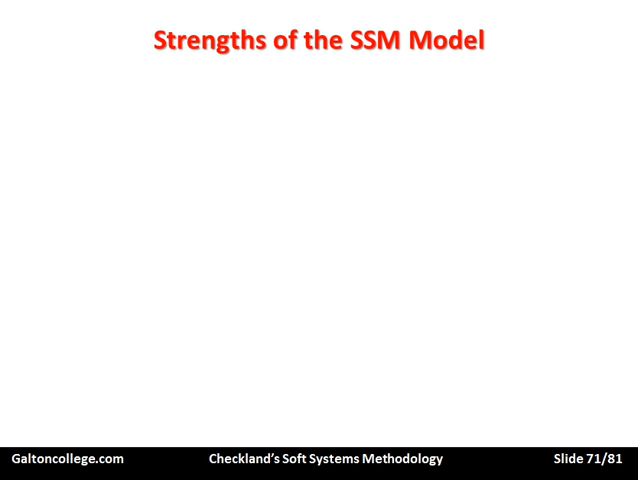 Strengths of the SSM Model
Galtoncollege.com Checkland’s Soft Systems Methodology Slide 71/81